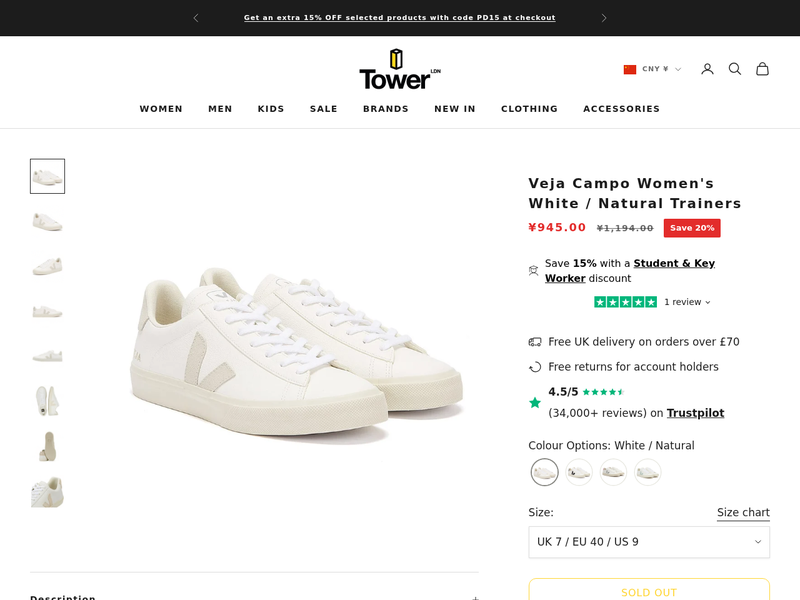 Get an extra 15% OFF selected products with code PD15 at checkout
Tower LDN
CNY ¥
WOMEN MEN KIDS SALE BRANDS NEW IN CLOTHING ACCESSORIES
Veja Campo Women's
White / Natural Trainers
¥945.00 ¥1,194.00 Save 20%
Save 15% with a Student & Key
Worker discount
1 review
Free UK delivery on orders over £70
Free returns for account holders
4.5/5
(34,000+ reviews) on Trustpilot
Colour Options: White / Natural
Size: Size chart
UK 7 / EU 40 / US 9
SOLD OUT
Description +